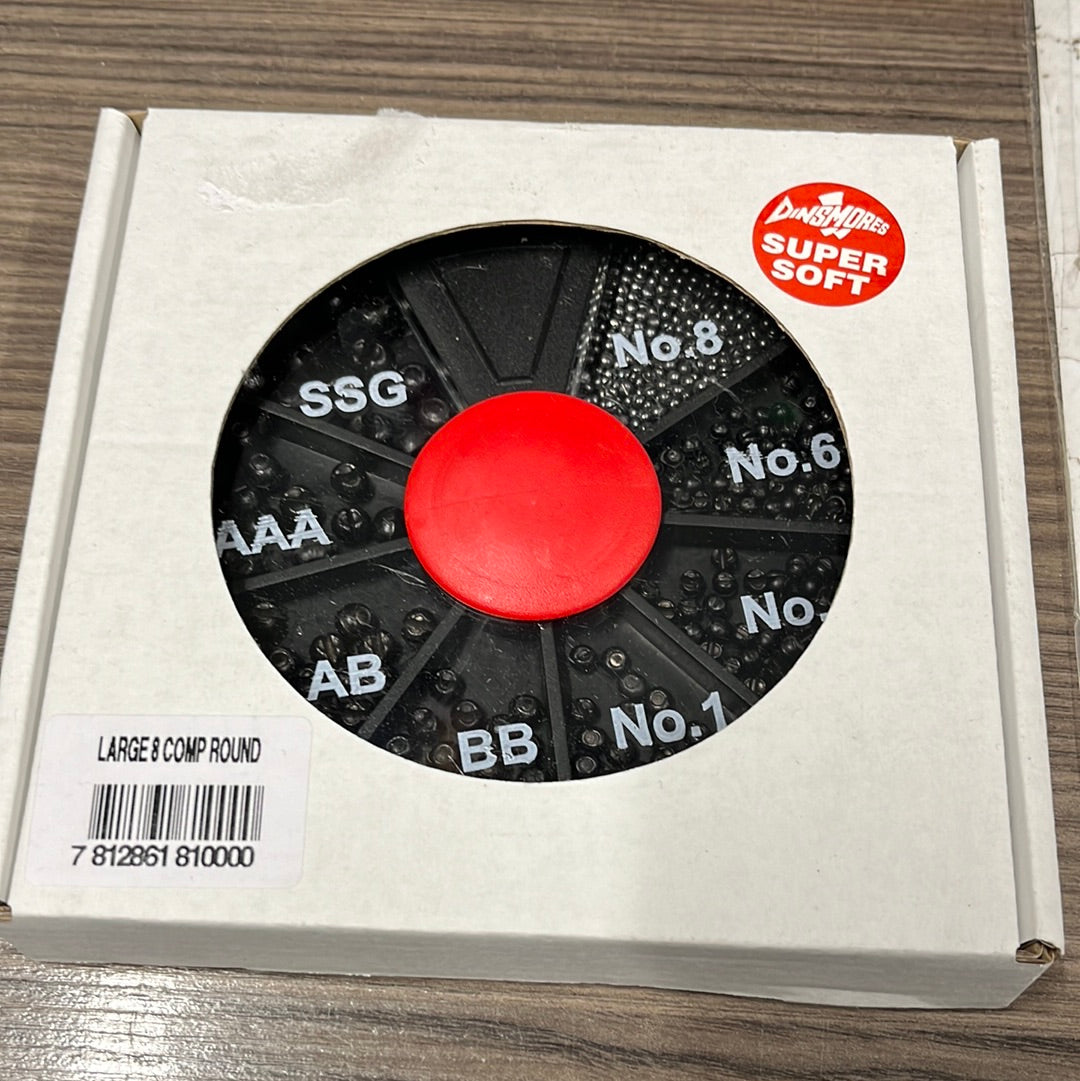 DINSMORES
SUPER
SOFT
No.8
SSG
No.6
AAA
No.
AB
No.1
BB
LARGE 8 COMP ROUND
7 812861 810000